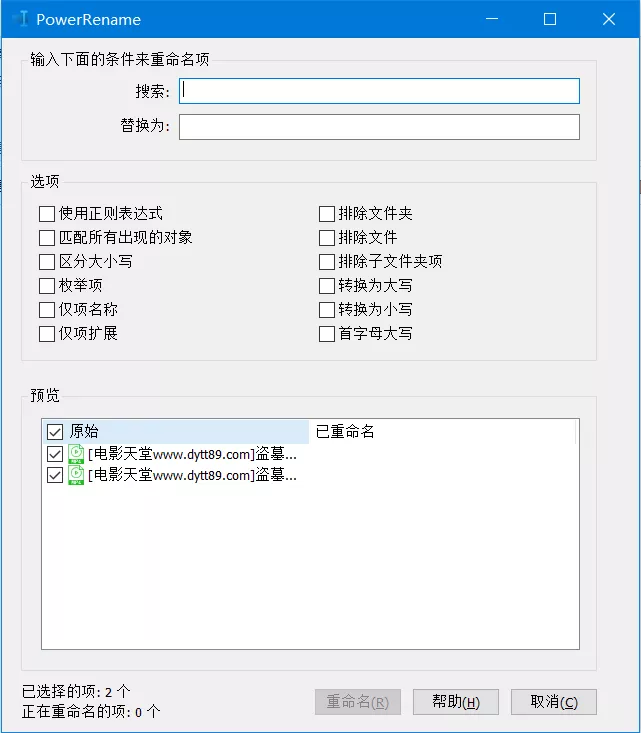 PowerRename
输入下面的条件来重命名项
搜索:
替换为:
选项
使用正则表达式
排除文件夹
匹配所有出现的对象
排除文件
区分大小写
排除子文件夹项
枚举项
转换为大写
仅项名称
转换为小写
仅项扩展
首字母大写
预览
原始 已重命名
[电影天堂www.dytt89.com]盗墓...
[电影天堂www.dytt89.com]盗墓...
已选择的项: 2 个
正在重命名的项: 0 个
重命名(R) 帮助(H) 取消(C)